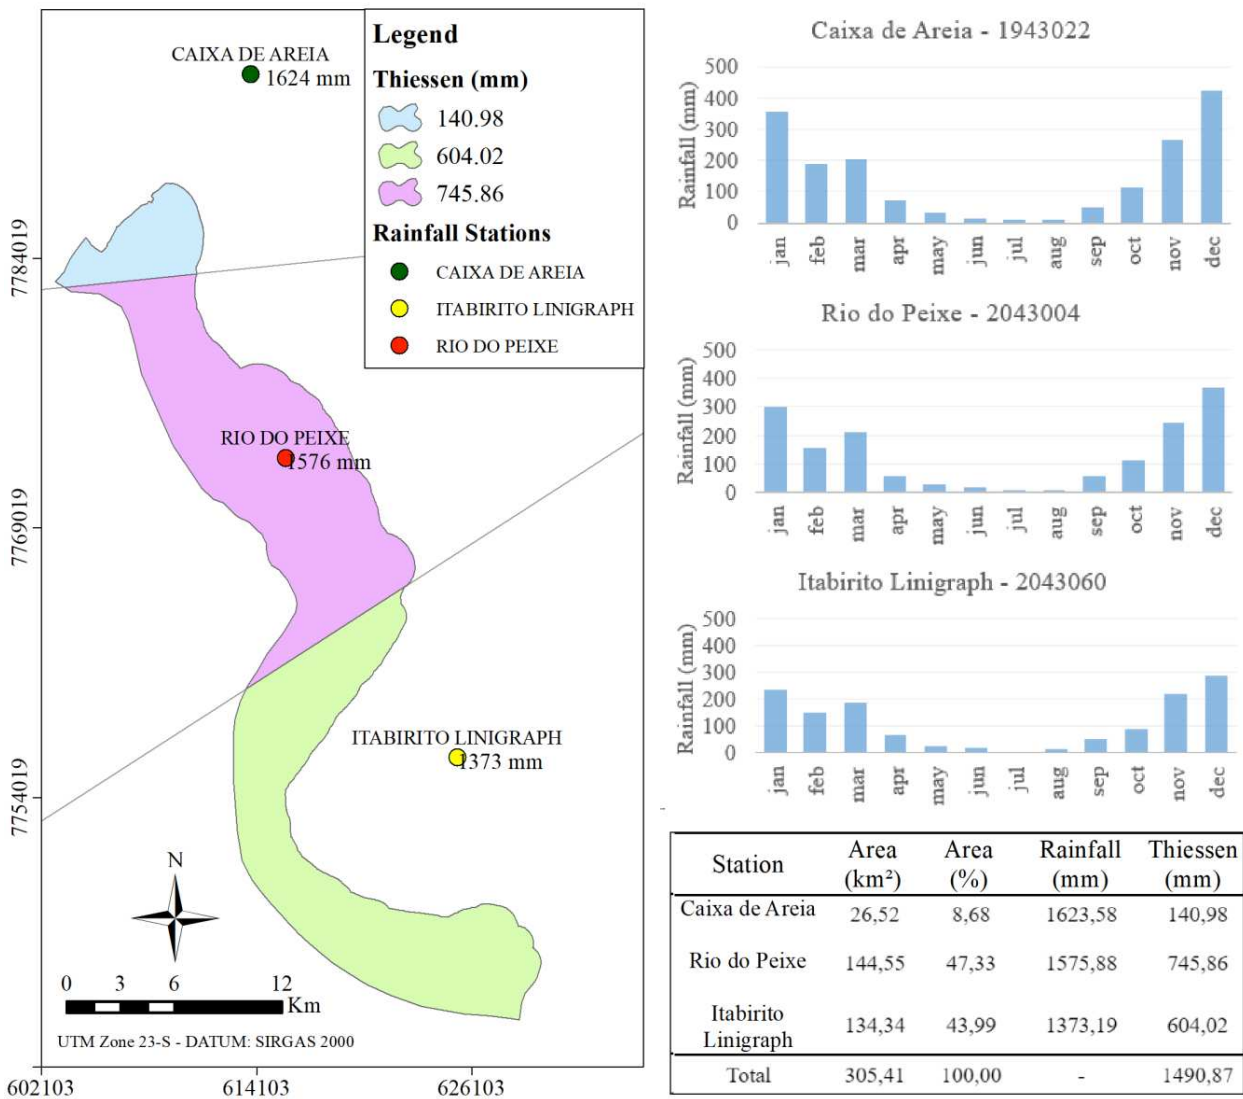 CAIXA DE AREIA
1624 mm
RIO DO PEIXE
1576 mm
ITABIRITO LINIGRAPH
1373 mm
Legend
Thiessen (mm)
140.98
604.02
745.86
Rainfall Stations
CAIXA DE AREIA
ITABIRITO LINIGRAPH
RIO DO PEIXE
7784019
7769019
7754019
N
0 3 6 12
Km
UTM Zone 23-S - DATUM: SIRGAS 2000
602103 614103 626103
Caixa de Areia - 1943022
Rainfall (mm)
500
400
300
200
100
0
jan feb mar apr may jun jul aug sep oct nov dec
Rio do Peixe - 2043004
Rainfall (mm)
500
400
300
200
100
0
jan feb mar apr may jun jul aug sep oct nov dec
Itabirito Linigraph - 2043060
Rainfall (mm)
500
400
300
200
100
0
jan feb mar apr may jun jul aug sep oct nov dec
Station Area (km²) Area (%) Rainfall (mm) Thiessen (mm)
Caixa de Areia 26,52 8,68 1623,58 140,98
Rio do Peixe 144,55 47,33 1575,88 745,86
Itabirito Linigraph 134,34 43,99 1373,19 604,02
Total 305,41 100,00 - 1490,87